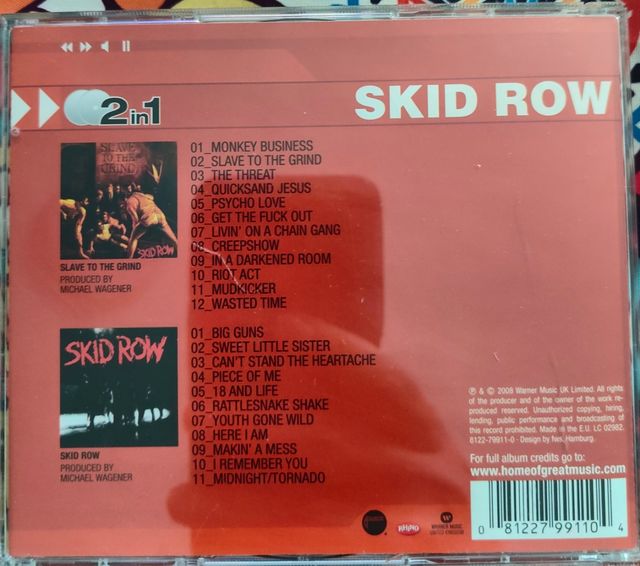 2in1
SKID ROW
SLAVE
TO THE
GRIND
SKID ROW
SLAVE TO THE GRIND
PRODUCED BY
MICHAEL WAGENER
01_MONKEY BUSINESS
02_SLAVE TO THE GRIND
03_THE THREAT
04_QUICKSAND JESUS
05_PSYCHO LOVE
06_GET THE FUCK OUT
07_LIVIN' ON A CHAIN GANG
08_CREEPSHOW
09_IN A DARKENED ROOM
10_RIOT ACT
11_MUDKICKER
12_WASTED TIME
SKID ROW
SKID ROW
PRODUCED BY
MICHAEL WAGENER
01_BIG GUNS
02_SWEET LITTLE SISTER
03_CAN'T STAND THE HEARTACHE
04_PIECE OF ME
05_18 AND LIFE
06_RATTLESNAKE SHAKE
07_YOUTH GONE WILD
08_HERE I AM
09_MAKIN' A MESS
10_I REMEMBER YOU
11_MIDNIGHT/TORNADO
℗ & © 2008 Warner Music UK Limited. All rights
of the producer and of the owner of the work re-
produced reserved. Unauthorized copying, hiring,
lending, public performance and broadcasting of
this record prohibited. Made in the E.U. LC 02982.
8122-79911-0 - Design by Neo.Hamburg.
For full album credits go to:
www.homeofgreatmusic.com
RHINO
WARNER MUSIC
UNITED KINGDOM
0 81227 99110 4